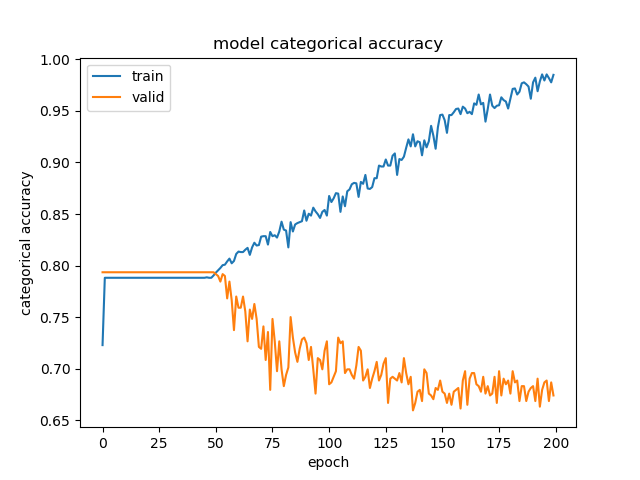 model categorical accuracy
train
valid
categorical accuracy
1.00
0.95
0.90
0.85
0.80
0.75
0.70
0.65
0 25 50 75 100 125 150 175 200
epoch